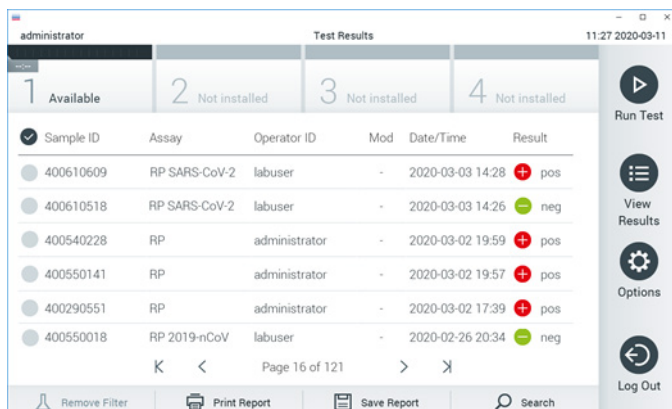 administrator Test Results 11:27 2020-03-11
1 Available 2 Not installed 3 Not installed 4 Not installed
Run Test
Sample ID Assay Operator ID Mod Date/Time Result
400610609 RP SARS-CoV-2 labuser - 2020-03-03 14:28 pos
400610518 RP SARS-CoV-2 labuser - 2020-03-03 14:26 neg
View Results
400540228 RP administrator - 2020-03-02 19:59 pos
400550141 RP administrator - 2020-03-02 19:57 pos
Options
400290551 RP administrator - 2020-03-02 17:39 pos
400550018 RP 2019-nCoV labuser - 2020-02-26 20:34 neg
Page 16 of 121
Log Out
Remove Filter Print Report Save Report Search